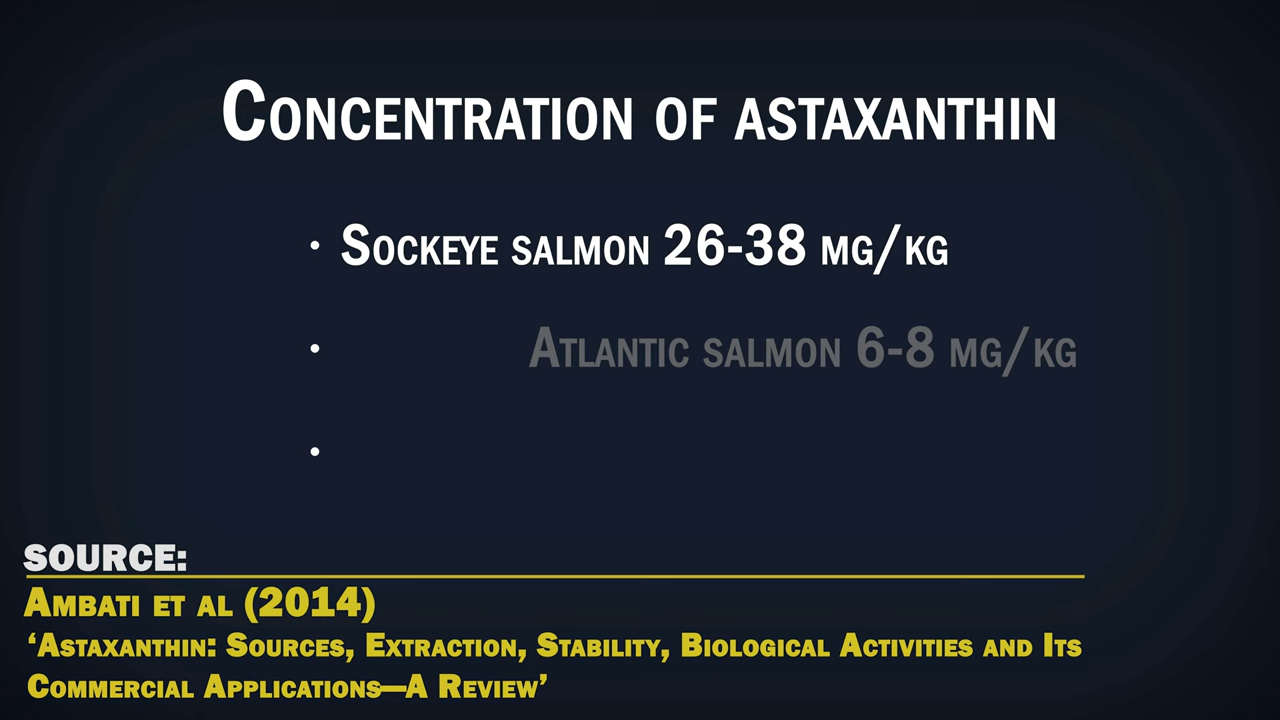 Concentration of astaxanthin
• Sockeye salmon 26-38 mg/kg
• Atlantic salmon 6-8 mg/kg
•
SOURCE:
Ambati et al (2014)
‘Astaxanthin: Sources, Extraction, Stability, Biological Activities and Its
Commercial Applications—A Review’